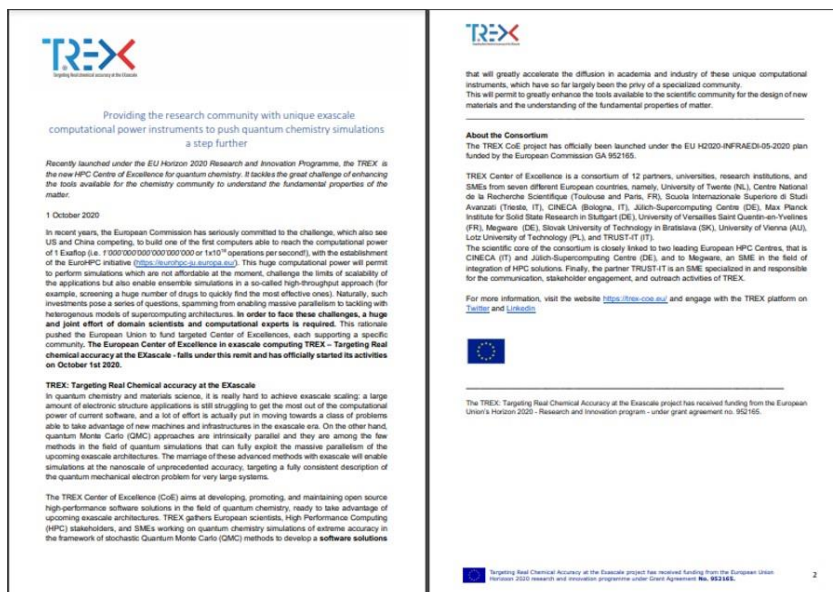 TREX
Targeting Real chemical accuracy at the EXascale
Providing the research community with unique exascale
computational power instruments to push quantum chemistry simulations
a step further
Recently launched under the EU Horizon 2020 Research and Innovation Programme, the TREX is
the new HPC Centre of Excellence for quantum chemistry. It tackles the great challenge of enhancing
the tools available for the chemistry community to understand the fundamental properties of the
matter.
1 October 2020
In recent years, the European Commission has seriously committed to the challenge, which also see
US and China competing, to build one of the first computers able to reach the computational power
of 1 Exaflop (i.e. 1'000'000'000'000'000'000 or 1x10¹⁸ operations per second!), with the establishment
of the EuroHPC initiative (https://eurohpc-ju.europa.eu/). This huge computational power will permit
to perform simulations which are not affordable at the moment, challenge the limits of scalability of
the applications but also enable ensemble simulations in a so-called high-throughput approach (for
example, screening a huge number of drugs to quickly find the most effective ones). Naturally, such
investments pose a series of questions, spamming from enabling massive parallelism to tackling with
heterogenous models of supercomputing architectures. In order to face these challenges, a huge
and joint effort of domain scientists and computational experts is required. This rationale
pushed the European Union to fund targeted Center of Excellences, each supporting a specific
community. The European Center of Excellence in exascale computing TREX – Targeting Real
chemical accuracy at the EXascale - falls under this remit and has officially started its activities
on October 1st 2020.
TREX: Targeting Real Chemical accuracy at the EXascale
In quantum chemistry and materials science, it is really hard to achieve exascale scaling: a large
amount of electronic structure applications is still struggling to get the most out of the computational
power of current software, and a lot of effort is actually put in moving towards a class of problems
able to take advantage of new machines and infrastructures in the exascale era. On the other hand,
quantum Monte Carlo (QMC) approaches are intrinsically parallel and they are among the few
methods in the field of quantum simulations that can fully exploit the massive parallelism of the
upcoming exascale architectures. The marriage of these advanced methods with exascale will enable
simulations at the nanoscale of unprecedented accuracy, targeting a fully consistent description of
the quantum mechanical electron problem for very large systems.
The TREX Center of Excellence (CoE) aims at developing, promoting, and maintaining open source
high-performance software solutions in the field of quantum chemistry, ready to take advantage of
upcoming exascale architectures. TREX gathers European scientists, High Performance Computing
(HPC) stakeholders, and SMEs working on quantum chemistry simulations of extreme accuracy in
the framework of stochastic Quantum Monte Carlo (QMC) methods to develop a software solutions
TREX
that will greatly accelerate the diffusion in academia and industry of these unique computational
instruments, which have so far largely been the privy of a specialized community.
This will permit to greatly enhance the tools available to the scientific community for the design of new
materials and the understanding of the fundamental properties of matter.
About the Consortium
The TREX CoE project has officially been launched under the EU H2020-INFRAEDI-05-2020 plan
funded by the European Commission GA 952165.
TREX Center of Excellence is a consortium of 12 partners, universities, research institutions, and
SMEs from seven different European countries, namely, University of Twente (NL), Centre National
de la Recherche Scientifique (Toulouse and Paris, FR), Scuola Internazionale Superiore di Studi
Avanzati (Trieste, IT), CINECA (Bologna, IT), Jülich-Supercomputing Centre (DE), Max Planck
Institute for Solid State Research in Stuttgart (DE), University of Versailles Saint Quentin-en-Yvelines
(FR), Megware (DE), Slovak University of Technology in Bratislava (SK), University of Vienna (AU),
Lotz University of Technology (PL), and TRUST-IT (IT).
The scientific core of the consortium is closely linked to two leading European HPC Centres, that is
CINECA (IT) and Jülich-Supercomputing Centre (DE), and to Megware, an SME in the field of
integration of HPC solutions. Finally, the partner TRUST-IT is an SME specialized in and responsible
for the communication, stakeholder engagement, and outreach activities of TREX.
For more information, visit the website https://trex-coe.eu/ and engage with the TREX platform on
Twitter and Linkedin
The TREX: Targeting Real Chemical Accuracy at the Exascale project has received funding from the European
Union's Horizon 2020 - Research and Innovation program - under grant agreement no. 952165.
Targeting Real Chemical Accuracy at the Exascale project has received funding from the European Union
Horizon 2020 research and innovation programme under Grant Agreement No. 952165.
2